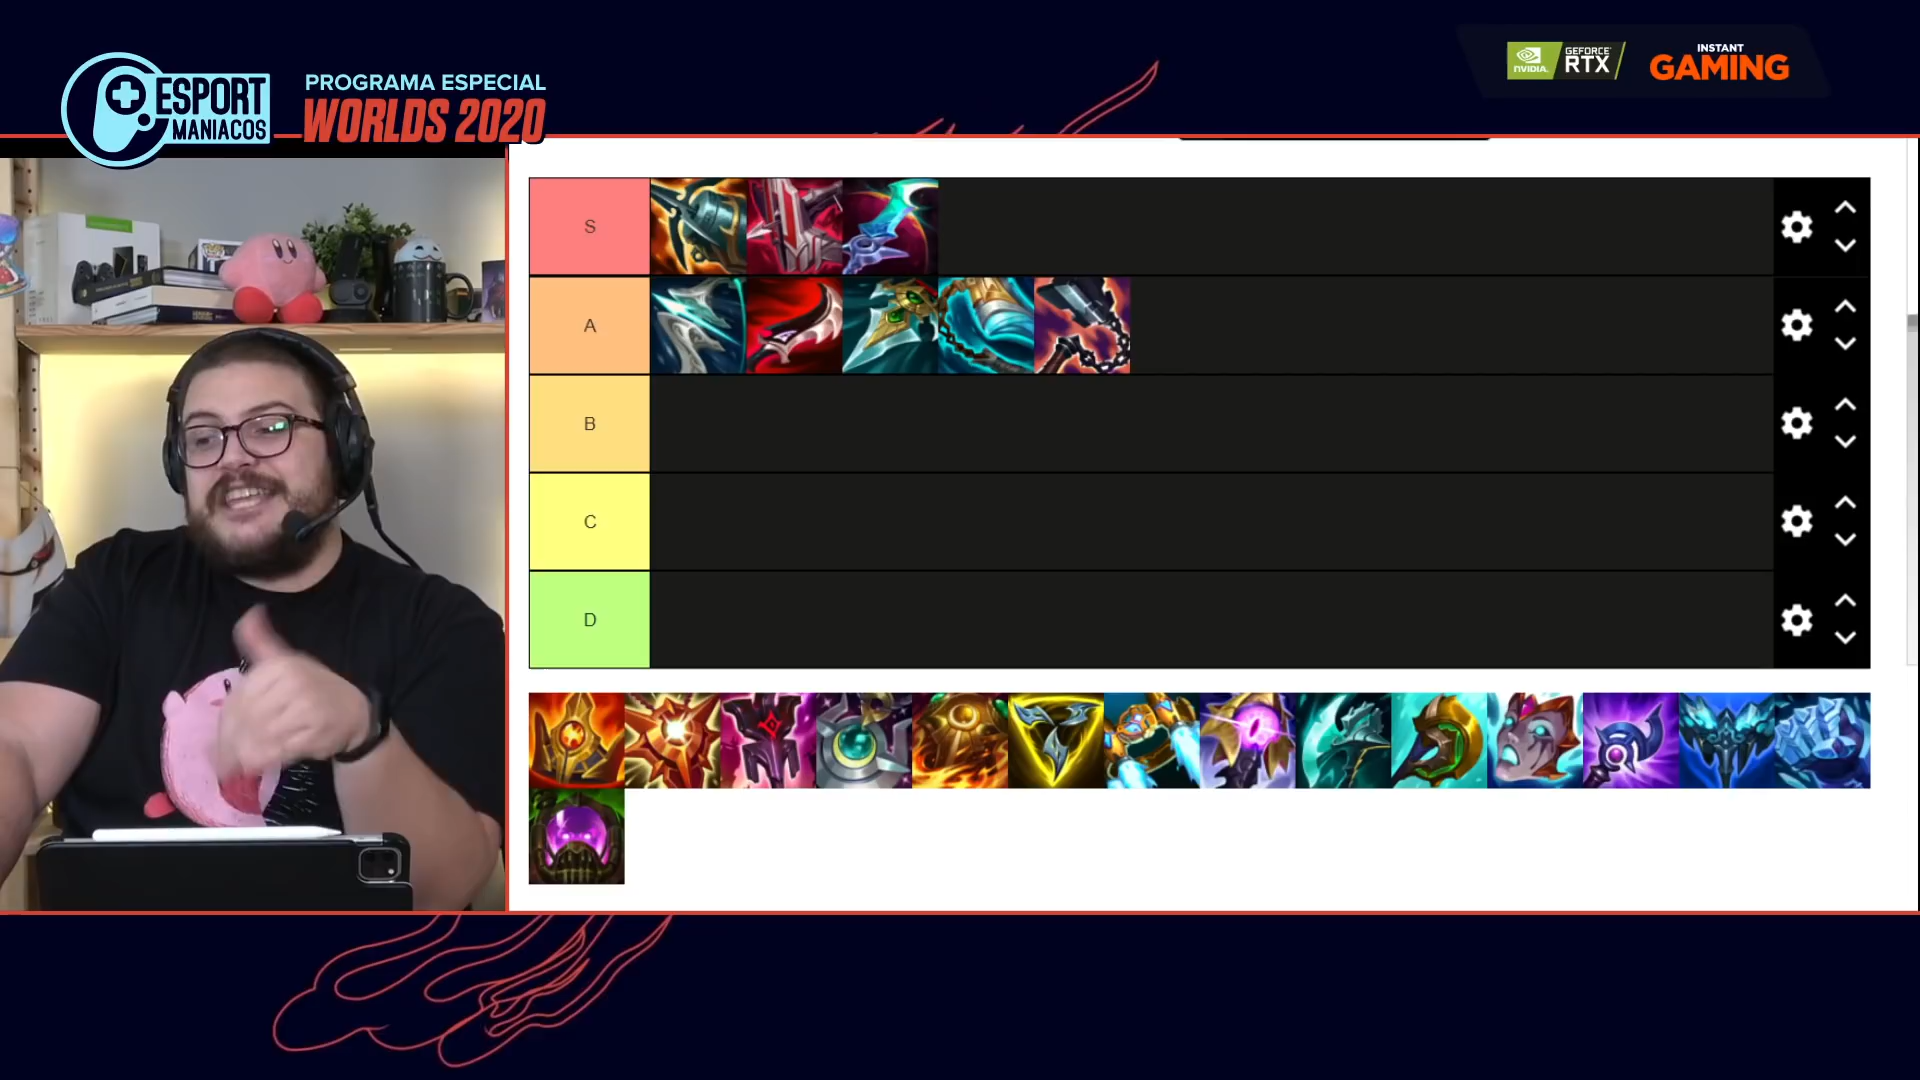 ESPORT
MANIACOS
PROGRAMA ESPECIAL
WORLDS 2020
NVIDIA
GEFORCE
RTX
INSTANT
GAMING
S
A
B
C
D